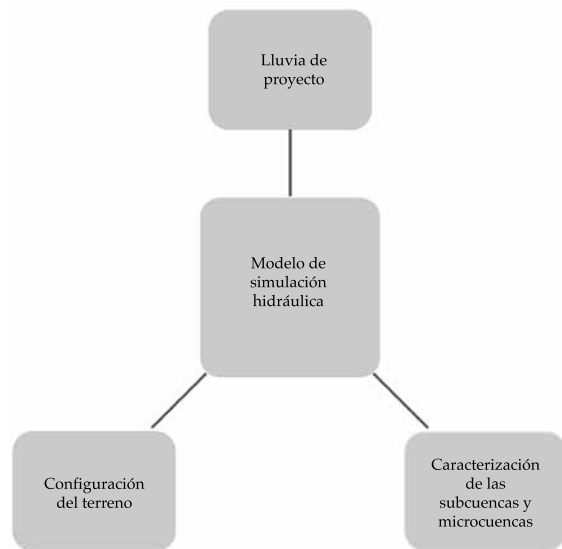 Lluvia de
proyecto
Modelo de
simulación
hidráulica
Configuración
del terreno
Caracterización
de las
subcuencas y
microcuencas